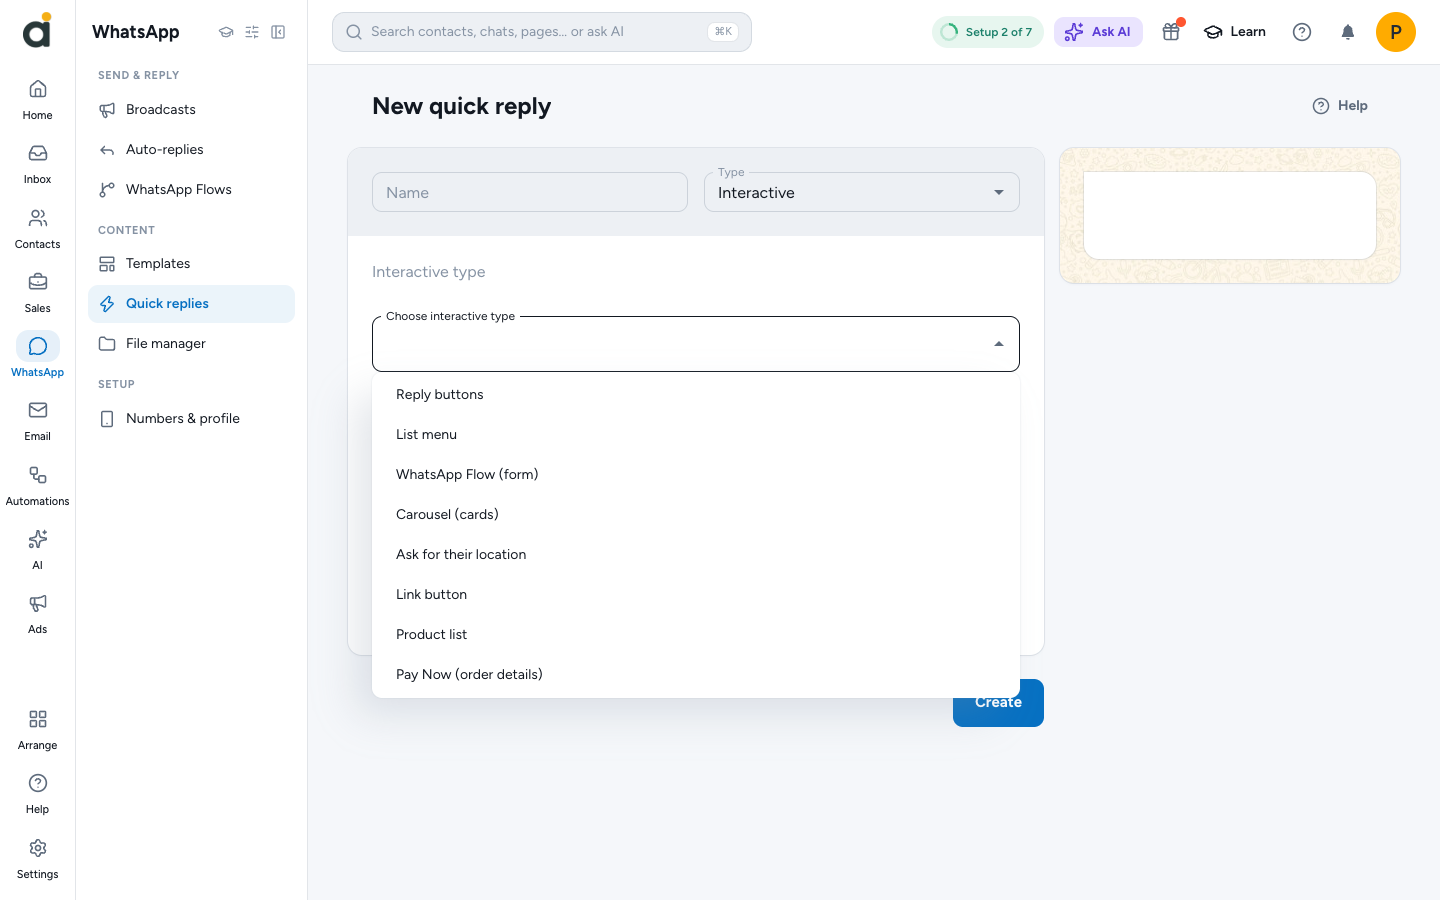 WhatsApp
Search contacts, chats, pages... or ask AI
⌘K
Setup 2 of 7
Ask AI
Learn
P
Home
Inbox
Contacts
Sales
WhatsApp
Email
Automations
AI
Ads
Arrange
Help
Settings
SEND & REPLY
Broadcasts
Auto-replies
WhatsApp Flows
CONTENT
Templates
Quick replies
File manager
SETUP
Numbers & profile
New quick reply
Help
Name
Type
Interactive
Interactive type
Choose interactive type
Reply buttons
List menu
WhatsApp Flow (form)
Carousel (cards)
Ask for their location
Link button
Product list
Pay Now (order details)
Create